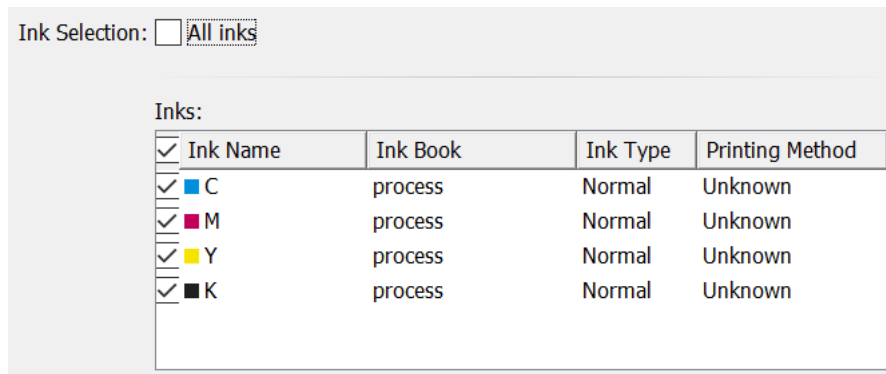 Ink Selection: All inks
Inks:
Ink Name Ink Book Ink Type Printing Method
C process Normal Unknown
M process Normal Unknown
Y process Normal Unknown
K process Normal Unknown